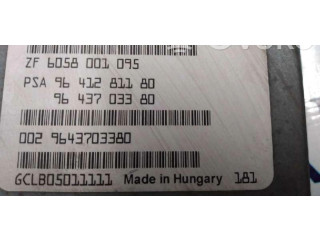 ZF 6058 001 095
PSA 96 412 811 80
96 437 033 80
002 9643703380
GCLB05011111 Made in Hungary 181